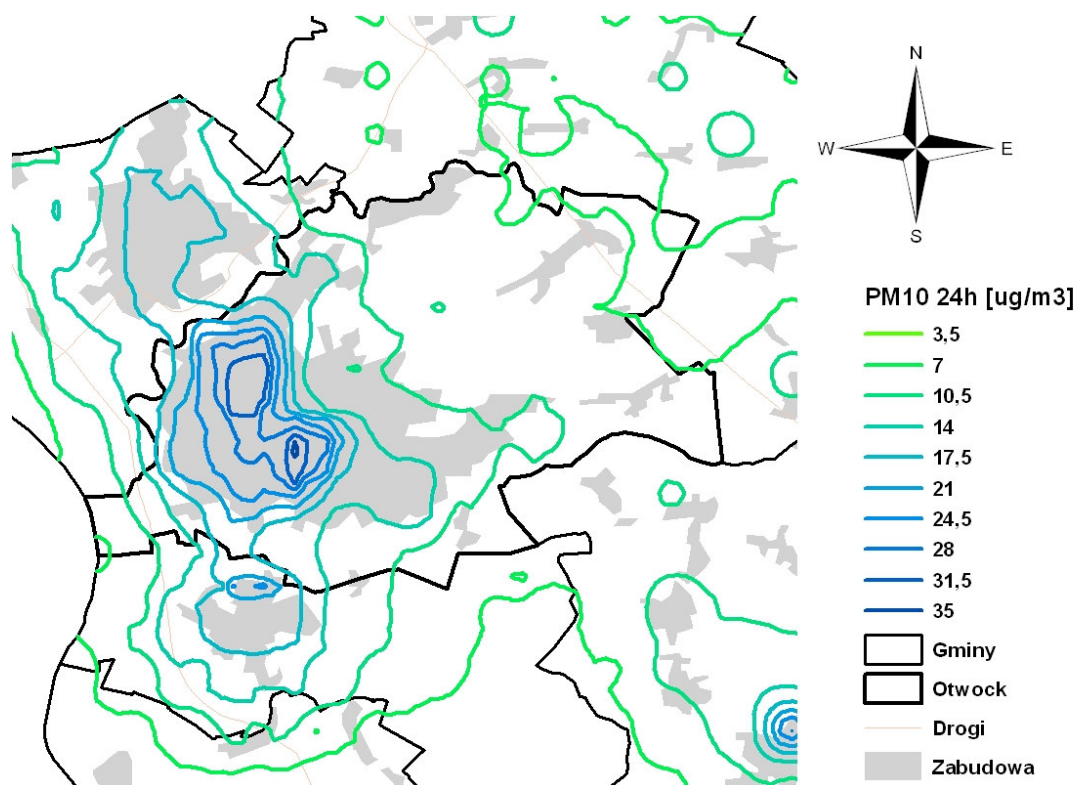 N
W
E
S
PM10 24h [ug/m3]
3,5
7
10,5
14
17,5
21
24,5
28
31,5
35
Gminy
Otwock
Drogi
Zabudowa